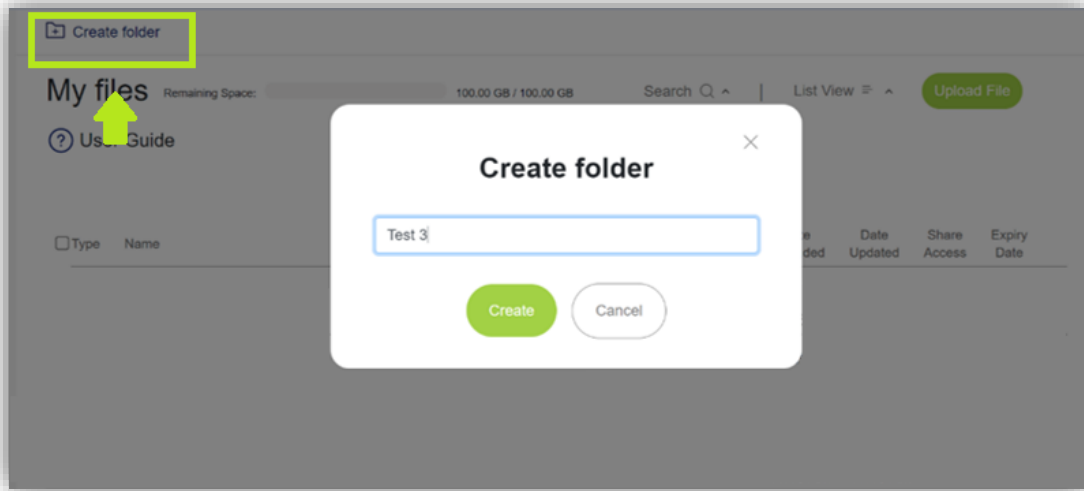 Create folder
My files Remaining Space: 100.00 GB / 100.00 GB Search | List View Upload File
User Guide
Create folder
Test 3
Type Name Date Updated Share Access Expiry Date
Create Cancel